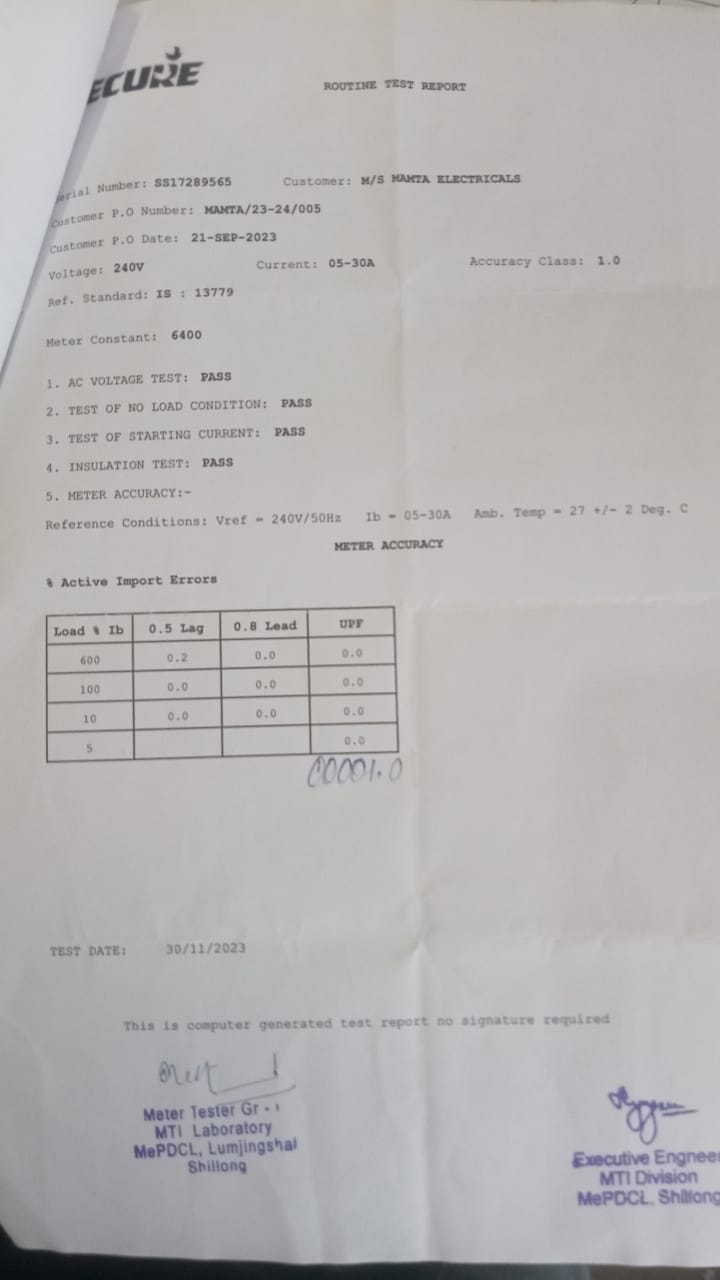 ECURE
ROUTINE TEST REPORT
erial Number: SS17289565 Customer: M/S MAMTA ELECTRICALS
Customer P.O Number: MAMTA/23-24/005
Customer P.O Date: 21-SEP-2023
Voltage: 240V Current: 05-30A Accuracy Class: 1.0
Ref. Standard: IS : 13779
Meter Constant: 6400
1. AC VOLTAGE TEST: PASS
2. TEST OF NO LOAD CONDITION: PASS
3. TEST OF STARTING CURRENT: PASS
4. INSULATION TEST: PASS
5. METER ACCURACY:-
Reference Conditions: Vref = 240V/50Hz Ib = 05-30A Amb. Temp = 27 +/- 2 Deg. C
METER ACCURACY
% Active Import Errors
Load % Ib 0.5 Lag 0.8 Lead UPF
600 0.2 0.0 0.0
100 0.0 0.0 0.0
10 0.0 0.0 0.0
5 0.0
00001.0
TEST DATE: 30/11/2023
This is computer generated test report no signature required
Meter Tester Gr - I
MTI Laboratory
MePDCL, Lumjingshai
Shillong
Executive Engnee
MTI Division
MePDCL, Shillong